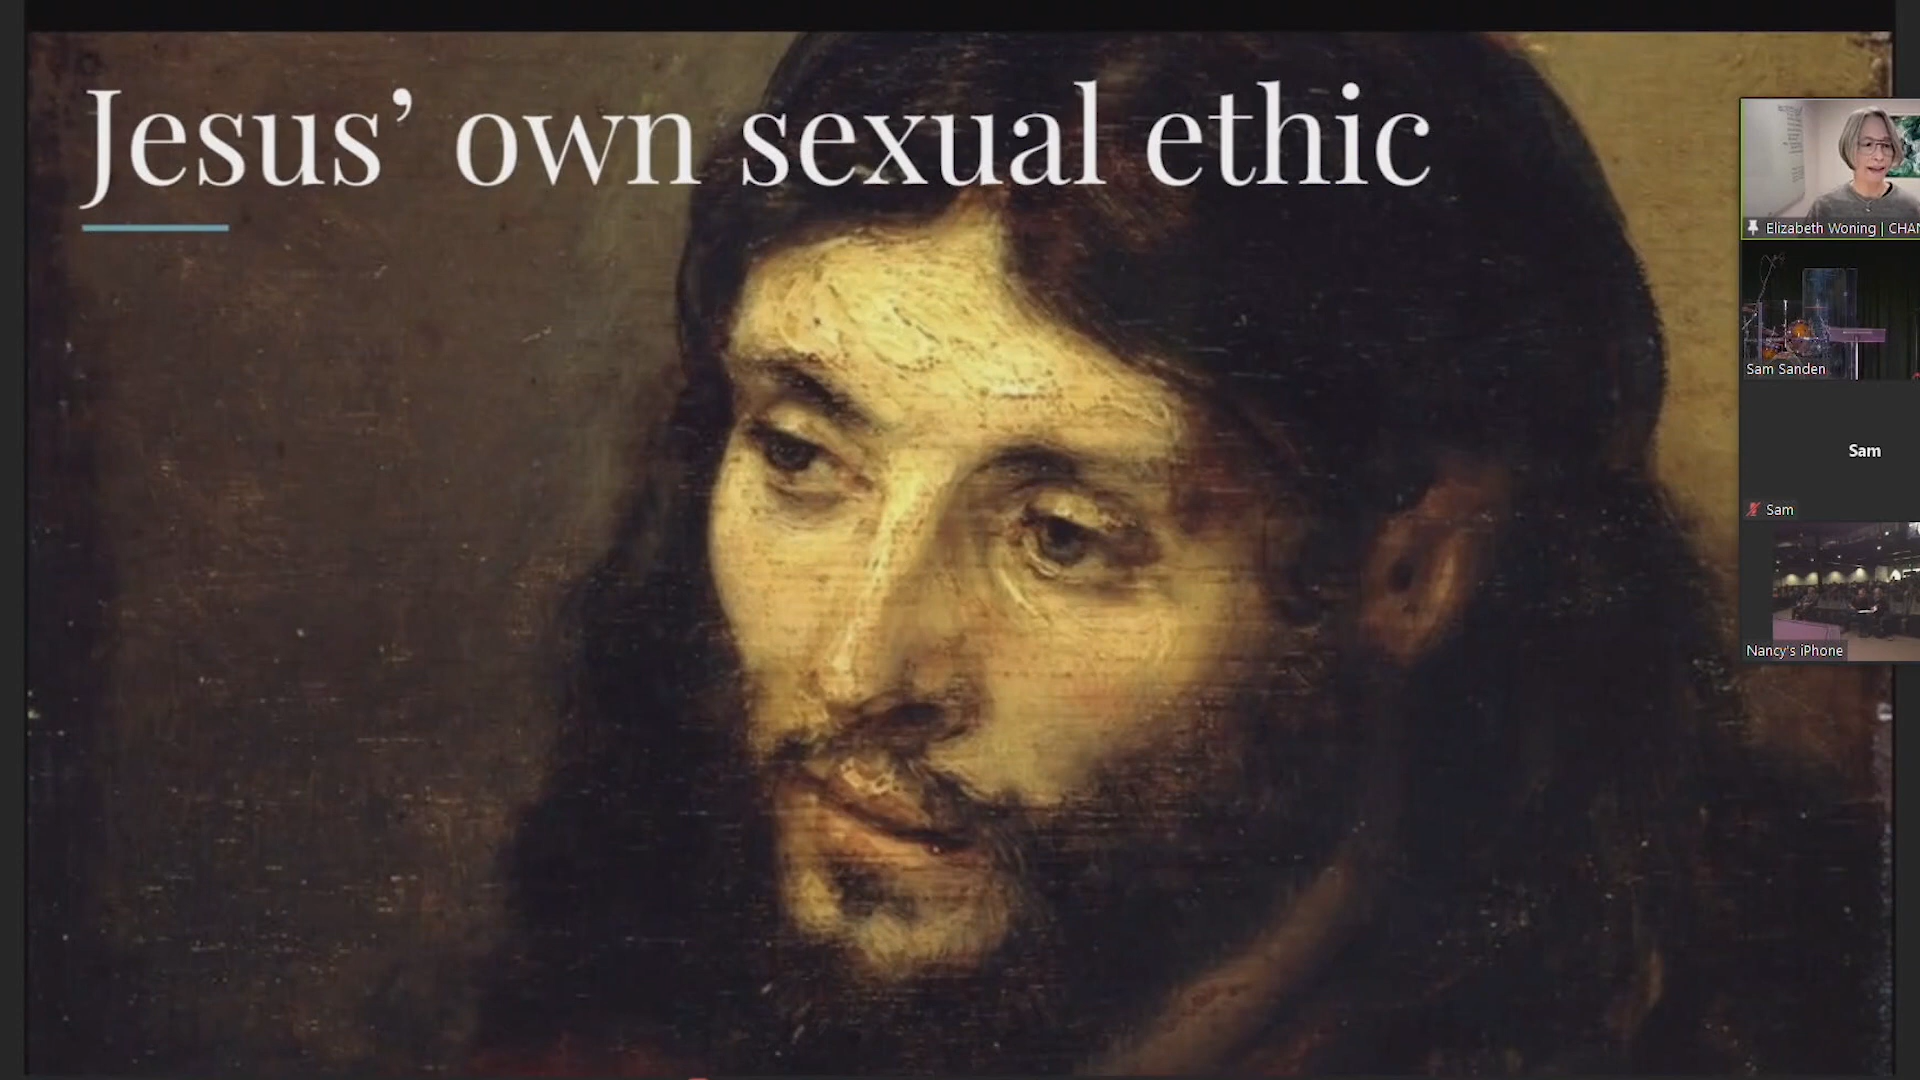 Jesus’ own sexual ethic
Elizabeth Woning | CHAN
Sam Sanden
Sam
Sam
Nancy's iPhone